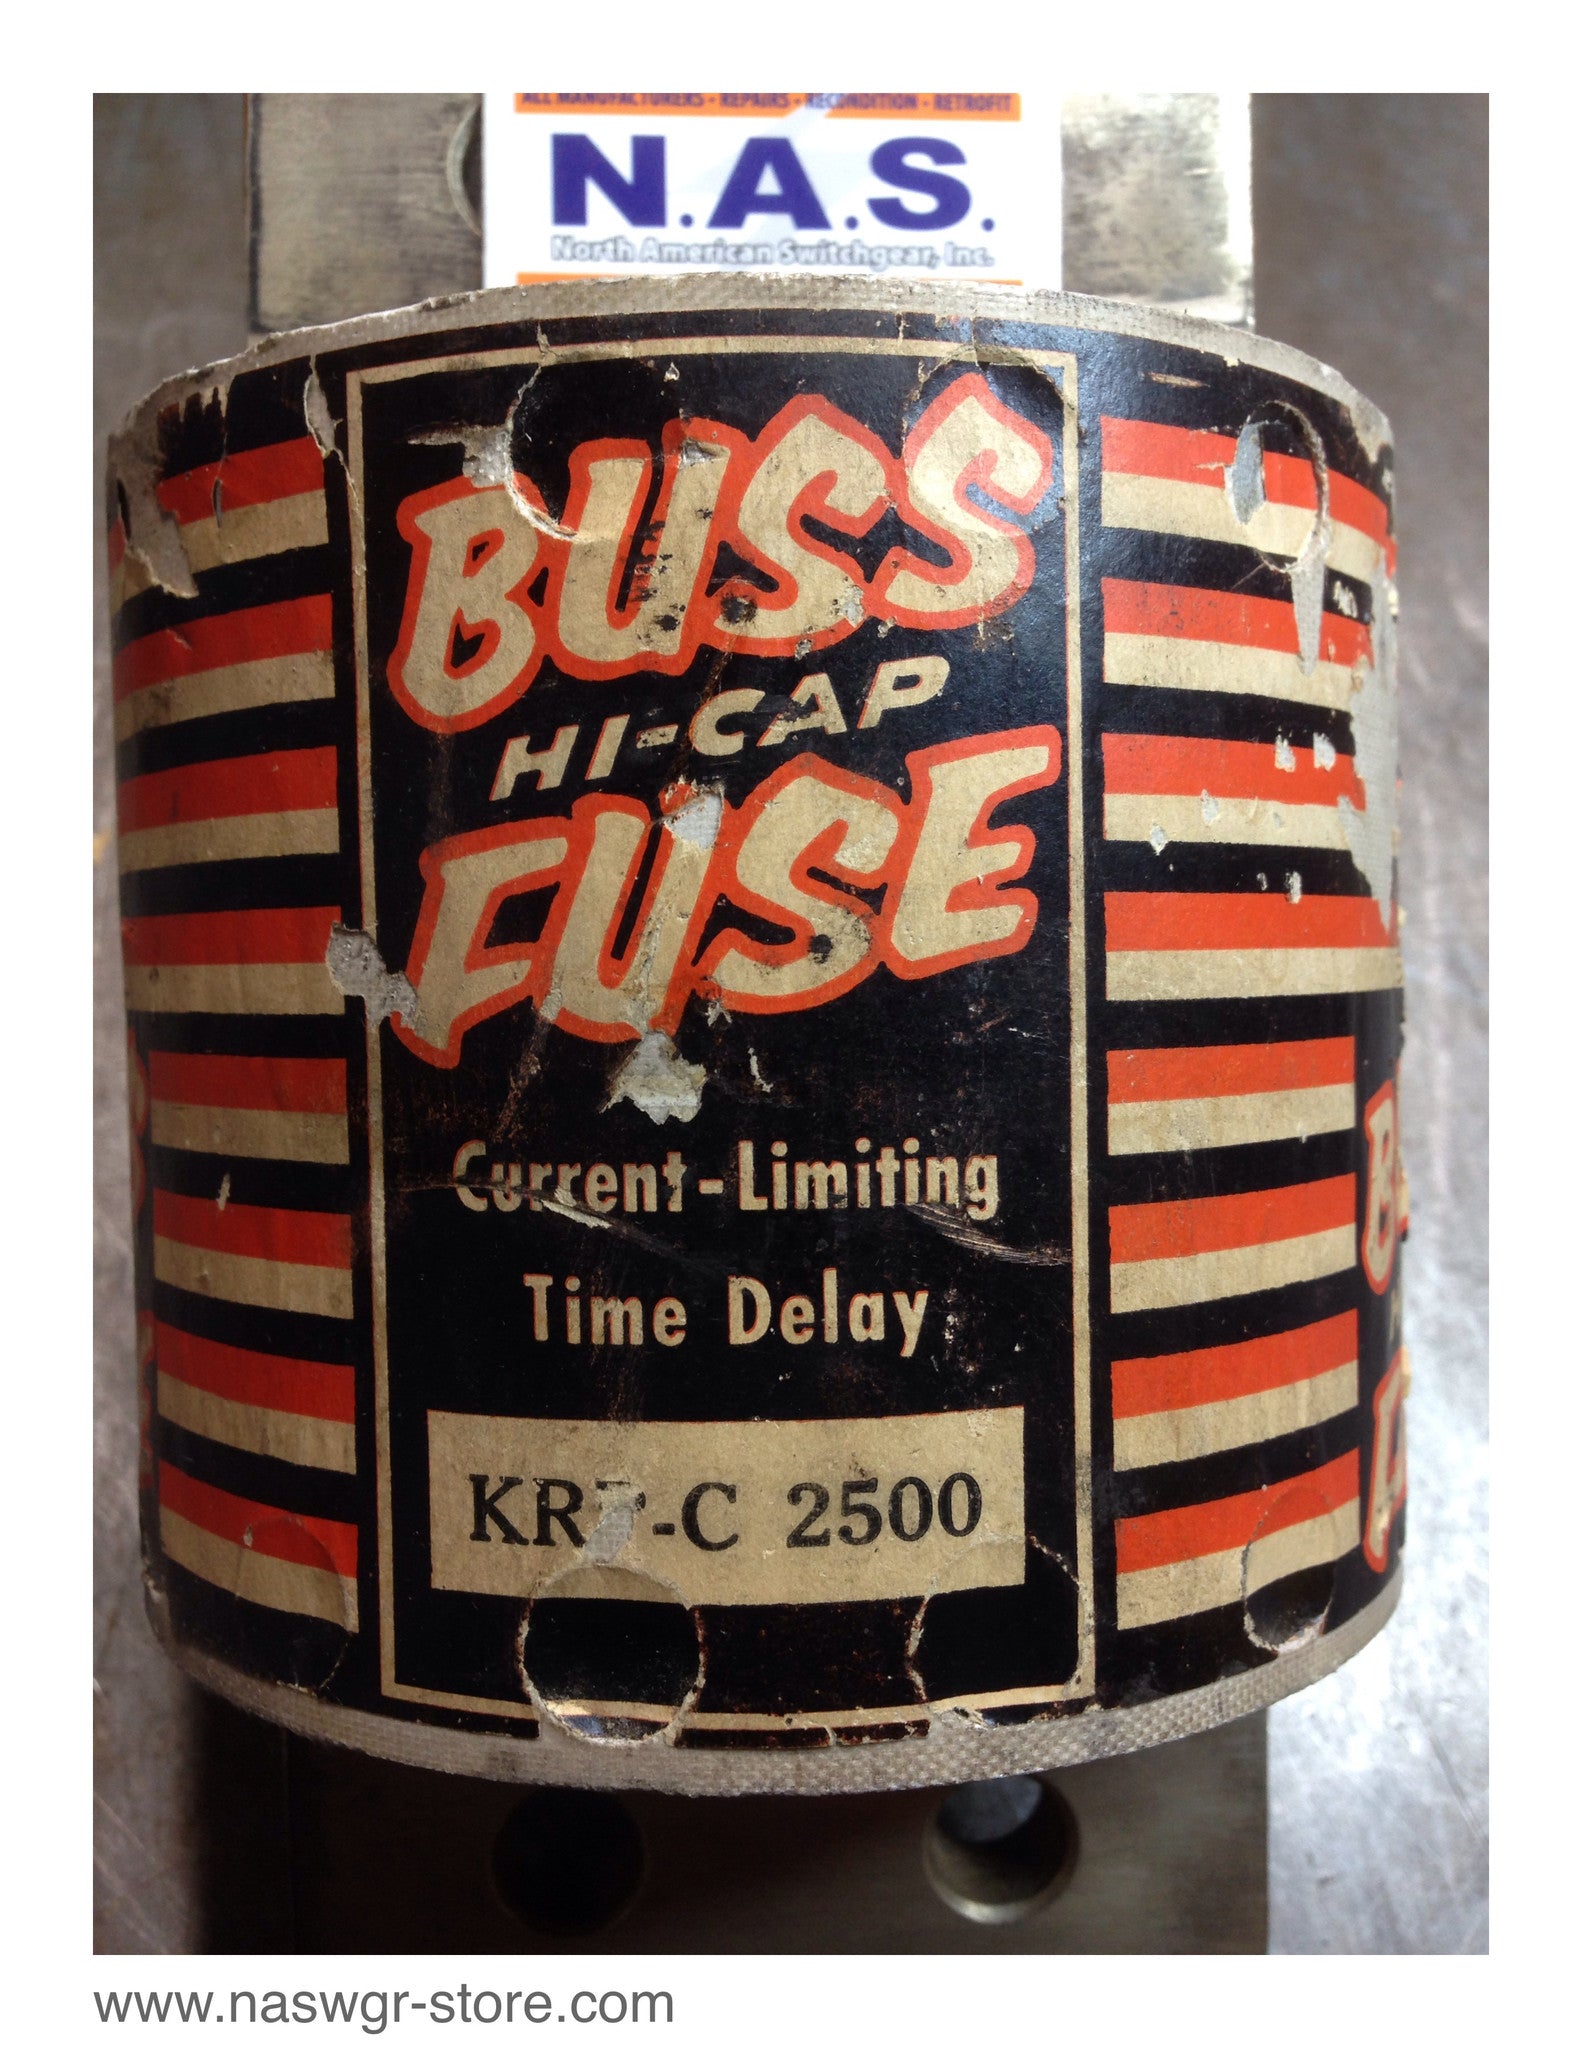 ALL MANUFACTURERS - REPAIRS - RECONDITION - RETROFIT
N.A.S.
North American Switchgear, Inc.
BUSS
HI-CAP
FUSE
Current-Limiting
Time Delay
KRP-C 2500
www.naswgr-store.com